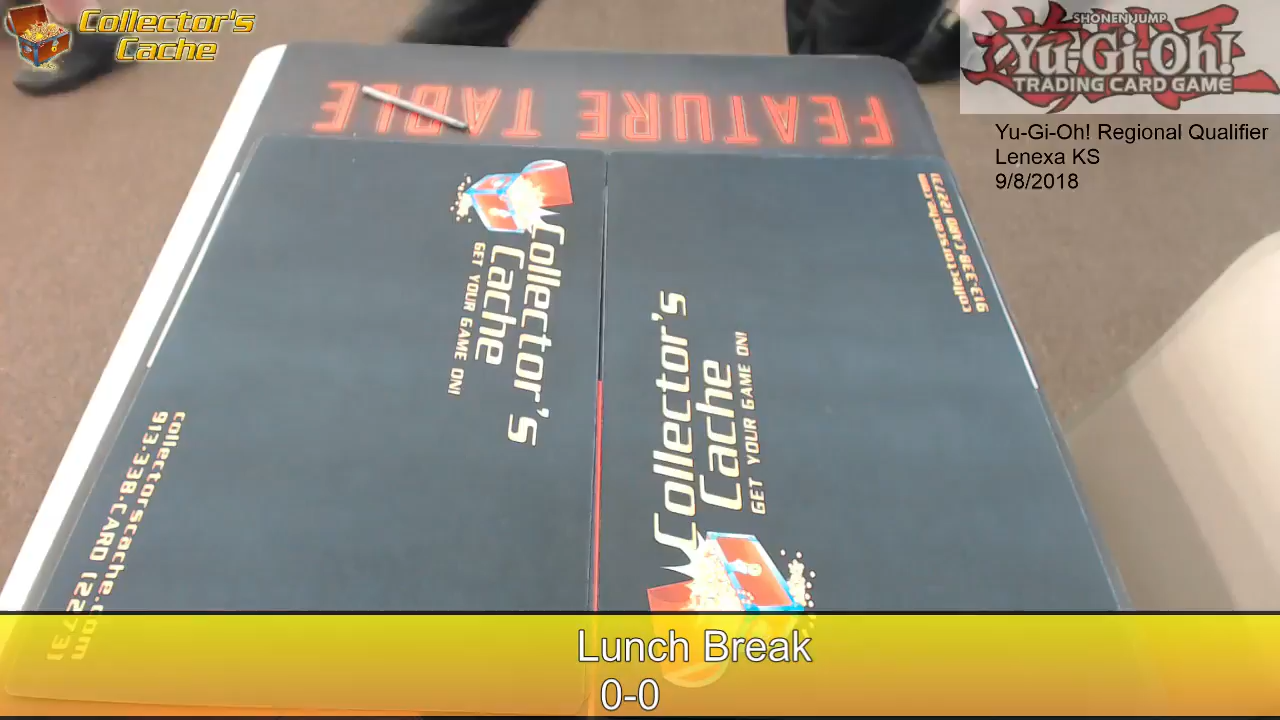 Collector's
Cache
SHONEN JUMP
Yu-Gi-Oh!
TRADING CARD GAME
Yu-Gi-Oh! Regional Qualifier
Lenexa KS
9/8/2018
FEATURE TABLE
Collector's
Cache
GET YOUR GAME ON!
collectorscache.com
913-338-CARD (2273)
Collector's
Cache
GET YOUR GAME ON!
collectorscache.com
913-338-CARD (2273)
Lunch Break
0-0